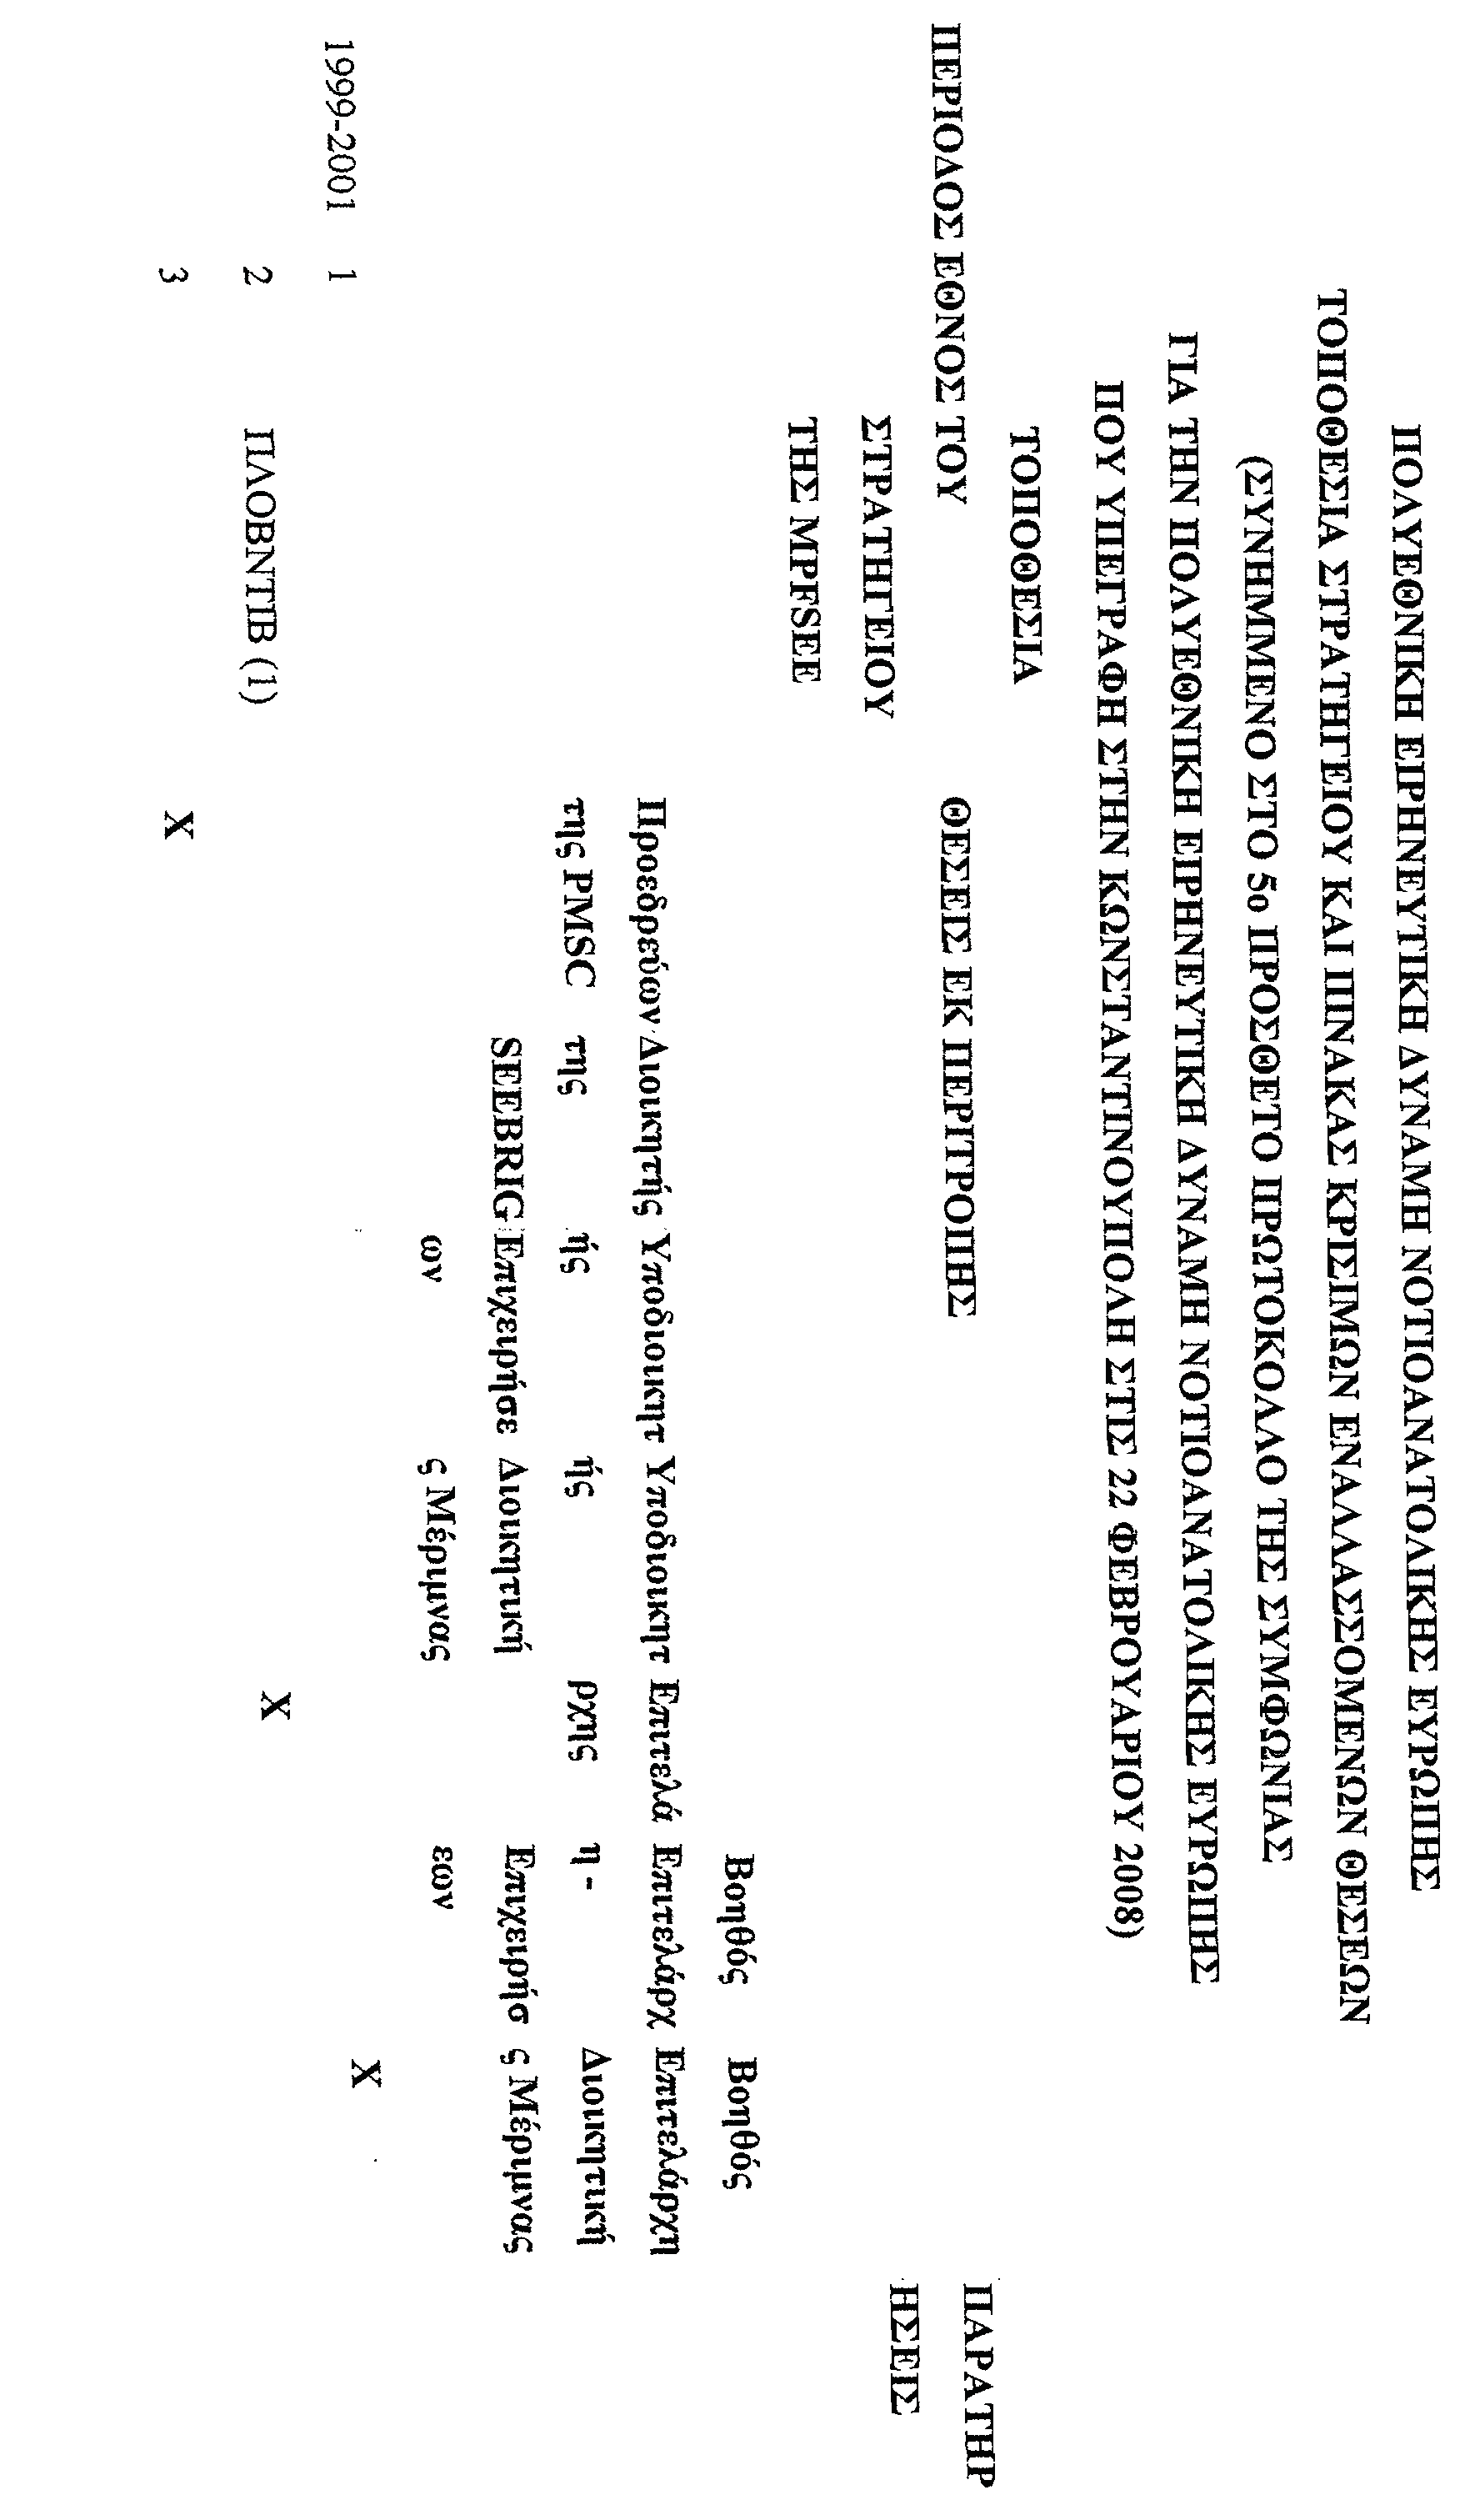 ΠΟΛΥΕΘΝΙΚΗ ΕΙΡΗΝΕΥΤΙΚΗ ΔΥΝΑΜΗ ΝΟΤΙΟΑΝΑΤΟΛΙΚΗΣ ΕΥΡΩΠΗΣ
ΤΟΠΟΘΕΣΙΑ ΣΤΡΑΤΗΓΕΙΟΥ ΚΑΙ ΠΙΝΑΚΑΣ ΚΡΙΣΙΜΩΝ ΕΝΑΛΛΑΣΣΟΜΕΝΩΝ ΘΕΣΕΩΝ
(ΣΥΝΗΜΜΕΝΟ ΣΤΟ 5ο ΠΡΟΣΘΕΤΟ ΠΡΩΤΟΚΟΛΛΟ ΤΗΣ ΣΥΜΦΩΝΙΑΣ
ΓΙΑ ΤΗΝ ΠΟΛΥΕΘΝΙΚΗ ΕΙΡΗΝΕΥΤΙΚΗ ΔΥΝΑΜΗ ΝΟΤΙΟΑΝΑΤΟΛΙΚΗΣ ΕΥΡΩΠΗΣ
ΠΟΥ ΥΠΕΓΡΑΦΗ ΣΤΗΝ ΚΩΝΣΤΑΝΤΙΝΟΥΠΟΛΗ ΣΤΙΣ 22 ΦΕΒΡΟΥΑΡΙΟΥ 2008)
ΤΟΠΟΘΕΣΙΑ
ΠΕΡΙΟΔΟΣ ΕΘΝΟΣ ΤΟΥ ΘΕΣΕΙΣ ΕΚ ΠΕΡΙΤΡΟΠΗΣ ΠΑΡΑΤΗΡ
ΣΤΡΑΤΗΓΕΙΟΥ ΗΣΕΙΣ
ΤΗΣ MPFSEE
Βοηθός Βοηθός
Προεδρεύων Διοικητής Υποδιοικητ Υποδιοικητ Επιτελά Επιτελάρχ Επιτελάρχη
της PMSC της ής ής ρχης η - Διοικητική
SEEBRIG Επιχειρήσε Διοικητική Επιχειρήσ ς Μέριμνας
ων ς Μέριμνας εων
1999-2001 1 X
2 ΠΛΟΒΝΤΙΒ (1) X
3 X